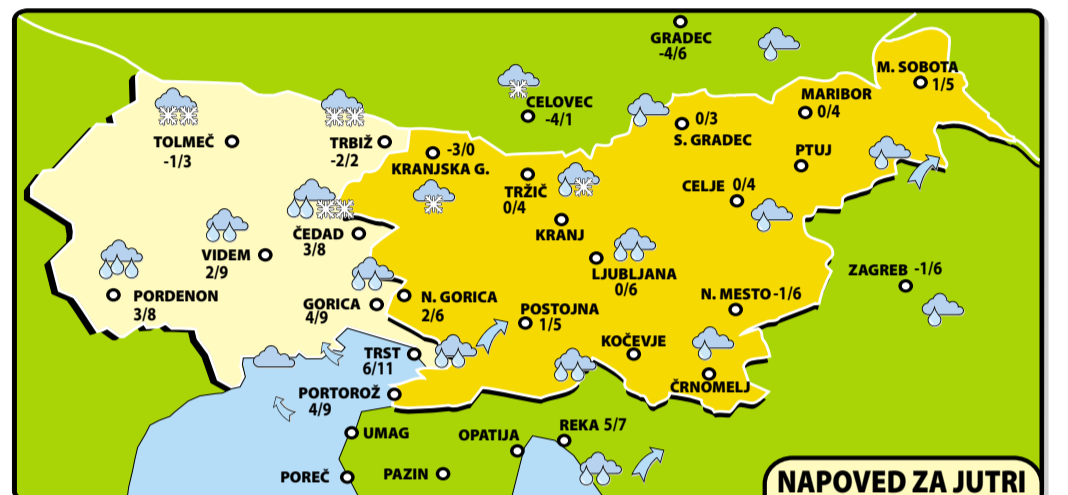 GRADEC
-4/6
M. SOBOTA
1/5
CELOVEC
-4/1
MARIBOR
0/4
0/3
S. GRADEC
TOLMEČ
-1/3
TRBIŽ
-2/2
-3/0
KRANJSKA G.
PTUJ
TRŽIČ
0/4
CELJE 0/4
KRANJ
ČEDAD
3/8
VIDEM
2/9
LJUBLJANA
0/6
ZAGREB -1/6
PORDENON
3/8
GORICA
4/9
N. GORICA
2/6
N. MESTO -1/6
POSTOJNA
1/5
KOČEVJE
TRST
6/11
ČRNOMELJ
PORTOROŽ
4/9
UMAG
OPATIJA
REKA 5/7
POREČ
PAZIN
NAPOVED ZA JUTRI